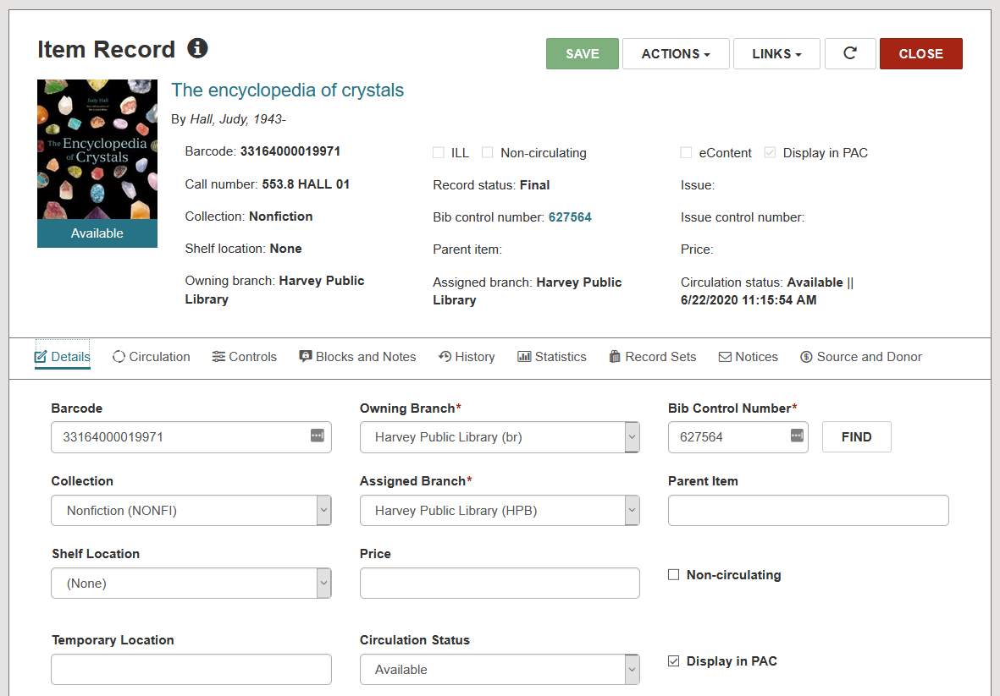 Item Record
SAVE
ACTIONS
LINKS
CLOSE
Judy Hall
The Encyclopedia
of Crystals
Available
The encyclopedia of crystals
By Hall, Judy, 1943-
Barcode: 33164000019971
ILL
Non-circulating
eContent
Display in PAC
Call number: 553.8 HALL 01
Record status: Final
Issue:
Collection: Nonfiction
Bib control number: 627564
Issue control number:
Shelf location: None
Parent item:
Price:
Owning branch: Harvey Public
Library
Assigned branch: Harvey Public
Library
Circulation status: Available ||
6/22/2020 11:15:54 AM
Details
Circulation
Controls
Blocks and Notes
History
Statistics
Record Sets
Notices
Source and Donor
Barcode
Owning Branch*
Bib Control Number*
33164000019971
Harvey Public Library (br)
627564
FIND
Collection
Assigned Branch*
Parent Item
Nonfiction (NONFI)
Harvey Public Library (HPB)
Shelf Location
Price
(None)
Non-circulating
Temporary Location
Circulation Status
Available
Display in PAC